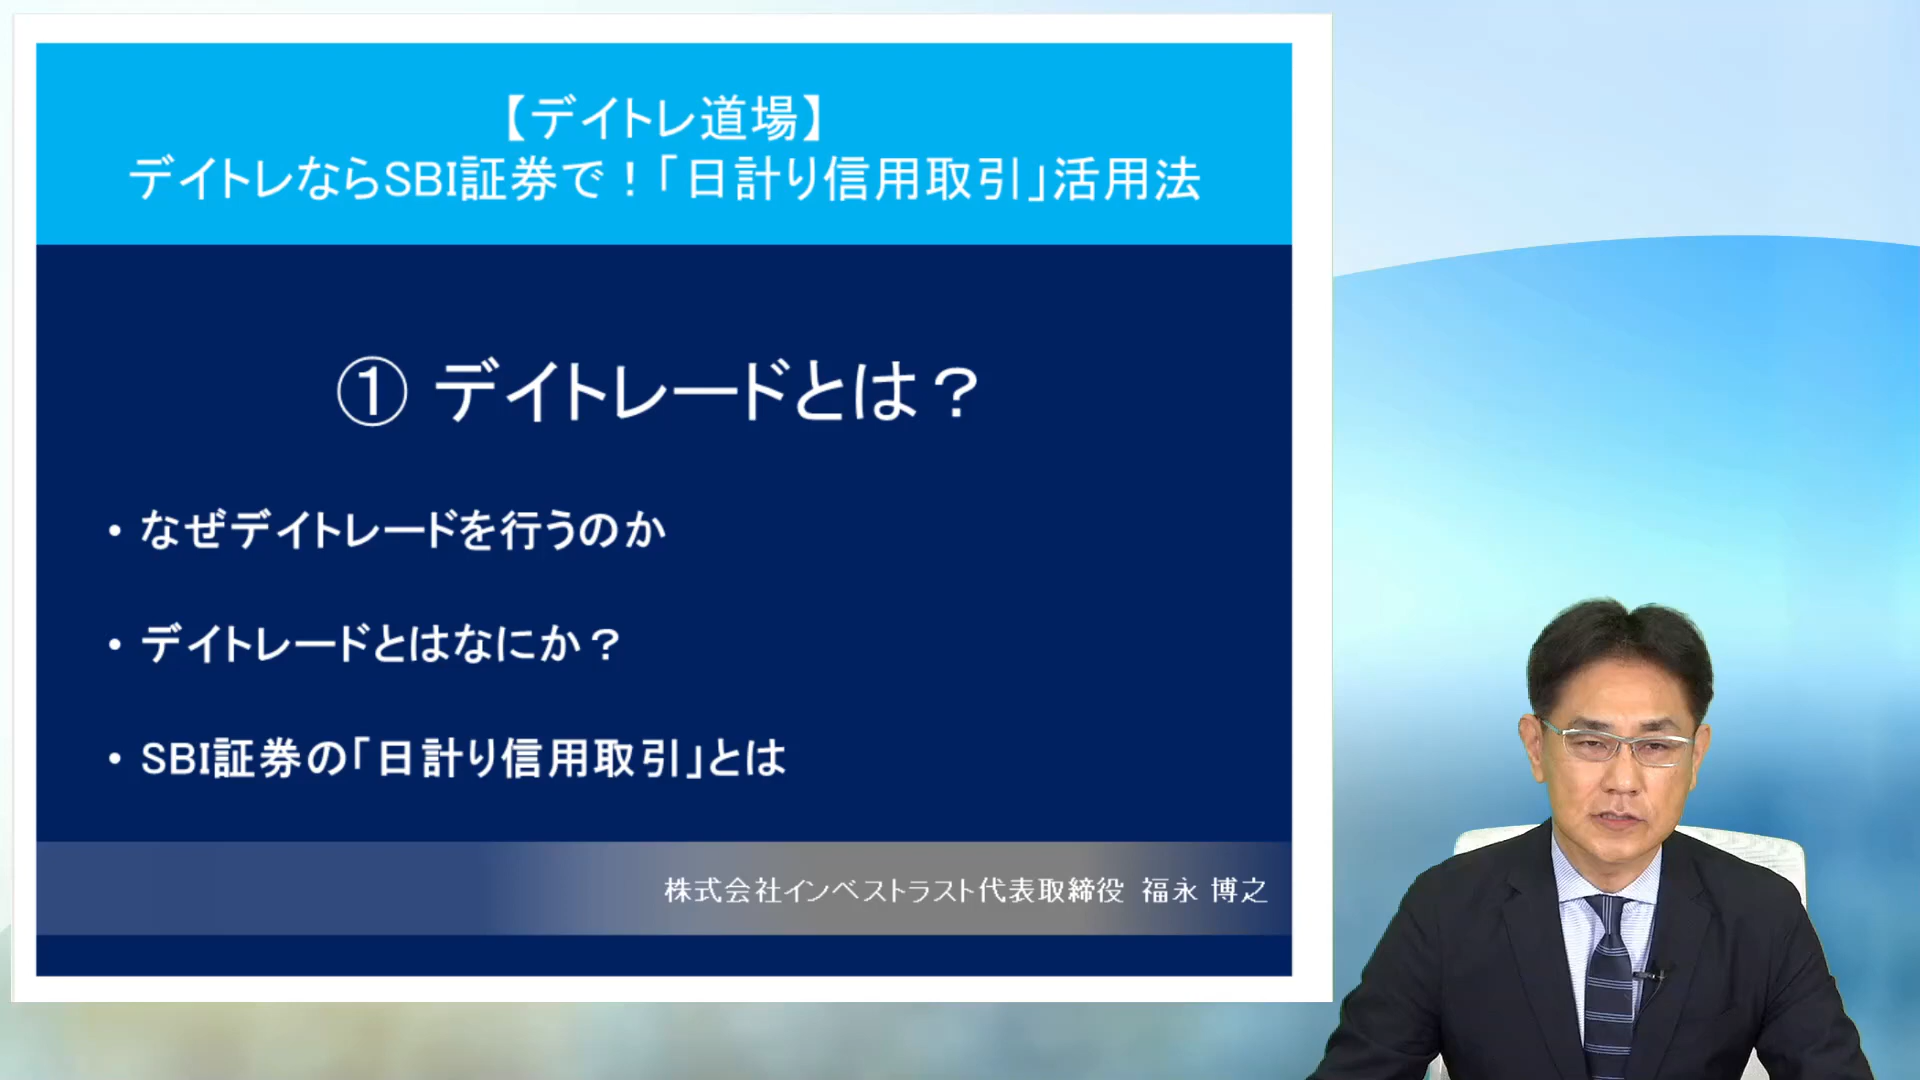 【デイトレ道場】
デイトレならSBI証券で！「日計り信用取引」活用法
① デイトレードとは？
・なぜデイトレードを行うのか
・デイトレードとはなにか？
・SBI証券の「日計り信用取引」とは
株式会社インベストラスト代表取締役 福永 博之